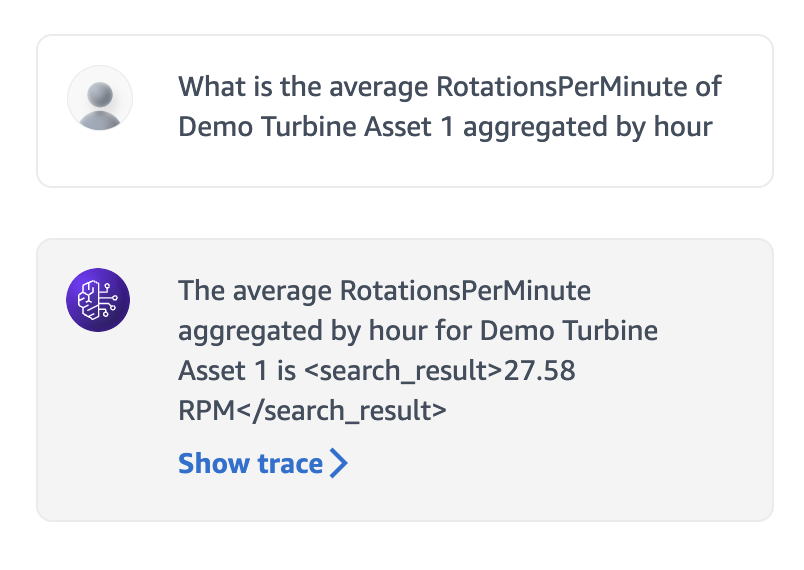 What is the average RotationsPerMinute of
Demo Turbine Asset 1 aggregated by hour
The average RotationsPerMinute
aggregated by hour for Demo Turbine
Asset 1 is <search_result>27.58
RPM</search_result>
Show trace